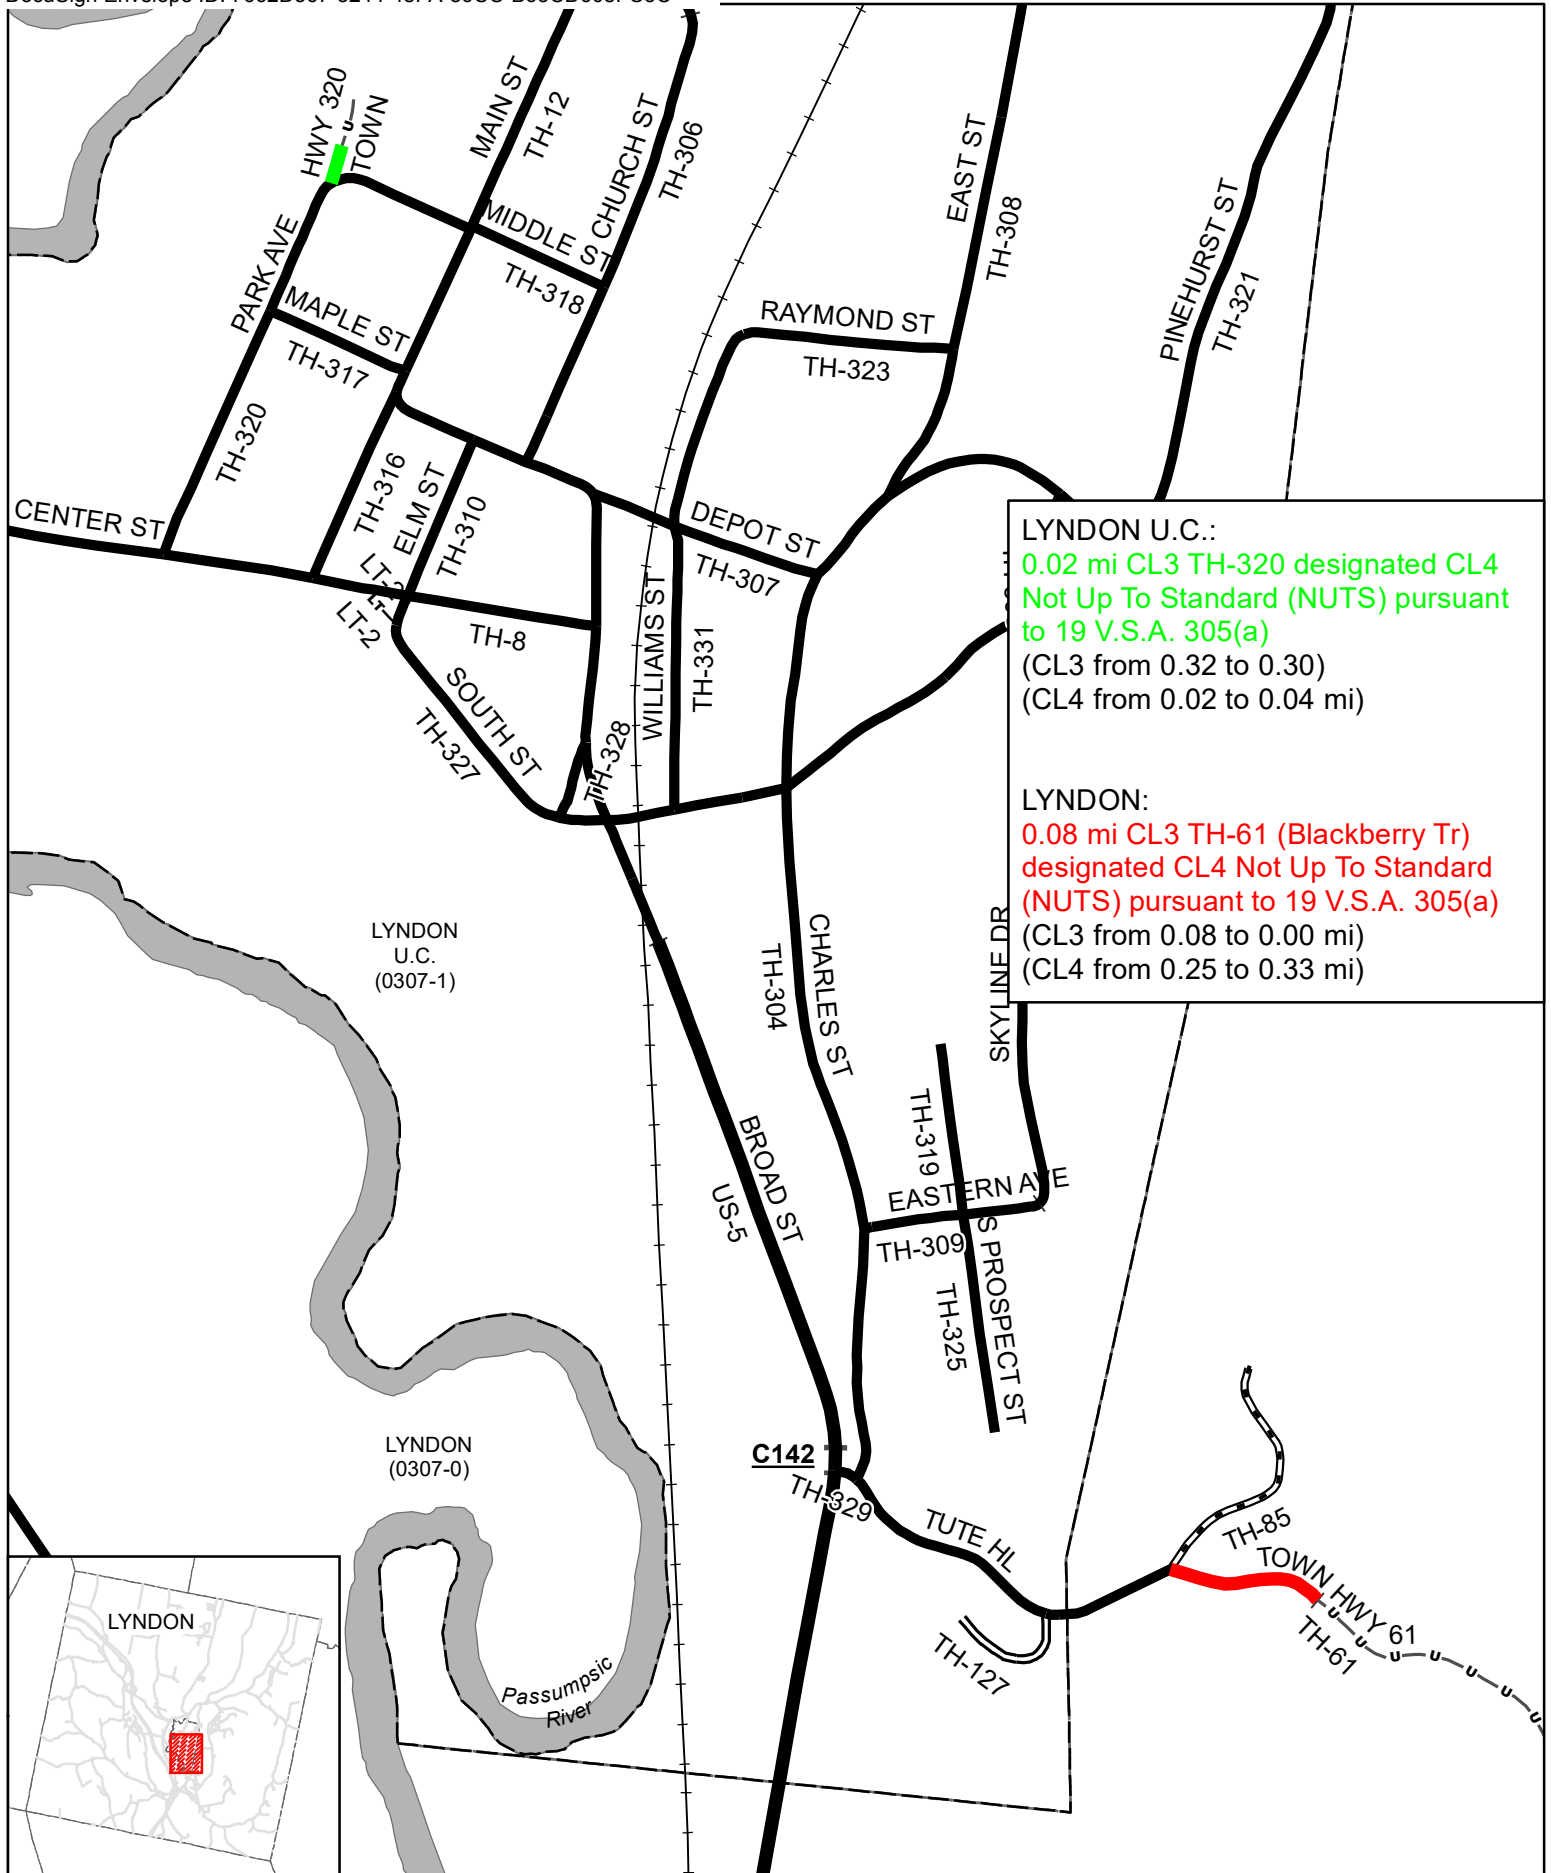 HWY 320
TOWN
MAIN ST
TH-12
CHURCH ST
TH-306
EAST ST
TH-308
PINEHURST ST
TH-321
PARK AVE
MIDDLE ST
TH-318
MAPLE ST
TH-317
RAYMOND ST
TH-323
TH-320
TH-316
ELM ST
TH-310
CENTER ST
DEPOT ST
TH-307
LT-2
LT-2
TH-8
WILLIAMS ST
TH-331
SOUTH ST
TH-327
TH-328
LYNDON U.C.:
0.02 mi CL3 TH-320 designated CL4
Not Up To Standard (NUTS) pursuant
to 19 V.S.A. 305(a)
(CL3 from 0.32 to 0.30)
(CL4 from 0.02 to 0.04 mi)
LYNDON:
0.08 mi CL3 TH-61 (Blackberry Tr)
designated CL4 Not Up To Standard
(NUTS) pursuant to 19 V.S.A. 305(a)
(CL3 from 0.08 to 0.00 mi)
(CL4 from 0.25 to 0.33 mi)
LYNDON
U.C.
(0307-1)
CHARLES ST
TH-304
SKYLINE DR
TH-319
EASTERN AVE
TH-309
S PROSPECT ST
TH-325
BROAD ST
US-5
LYNDON
(0307-0)
C142
TH-329
TUTE HL
TH-85
TOWN HWY 61
TH-61
TH-127
Passumpsic
River
LYNDON